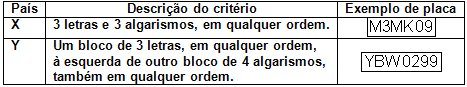 País Descrição do critério Exemplo de placa
X 3 letras e 3 algarismos, em qualquer ordem. M3MK09
Y Um bloco de 3 letras, em qualquer ordem,
à esquerda de outro bloco de 4 algarismos,
também em qualquer ordem. YBW0299